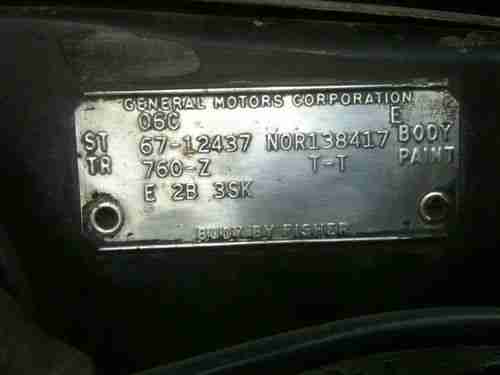 GENERAL MOTORS CORPORATION
06C E
ST 67-12437 NOR138417 BODY
TR 760-Z T-T PAINT
E 2B 3SK
BODY BY FISHER